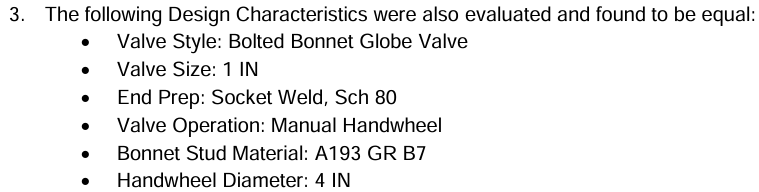 3. The following Design Characteristics were also evaluated and found to be equal:
• Valve Style: Bolted Bonnet Globe Valve
• Valve Size: 1 IN
• End Prep: Socket Weld, Sch 80
• Valve Operation: Manual Handwheel
• Bonnet Stud Material: A193 GR B7
• Handwheel Diameter: 4 IN